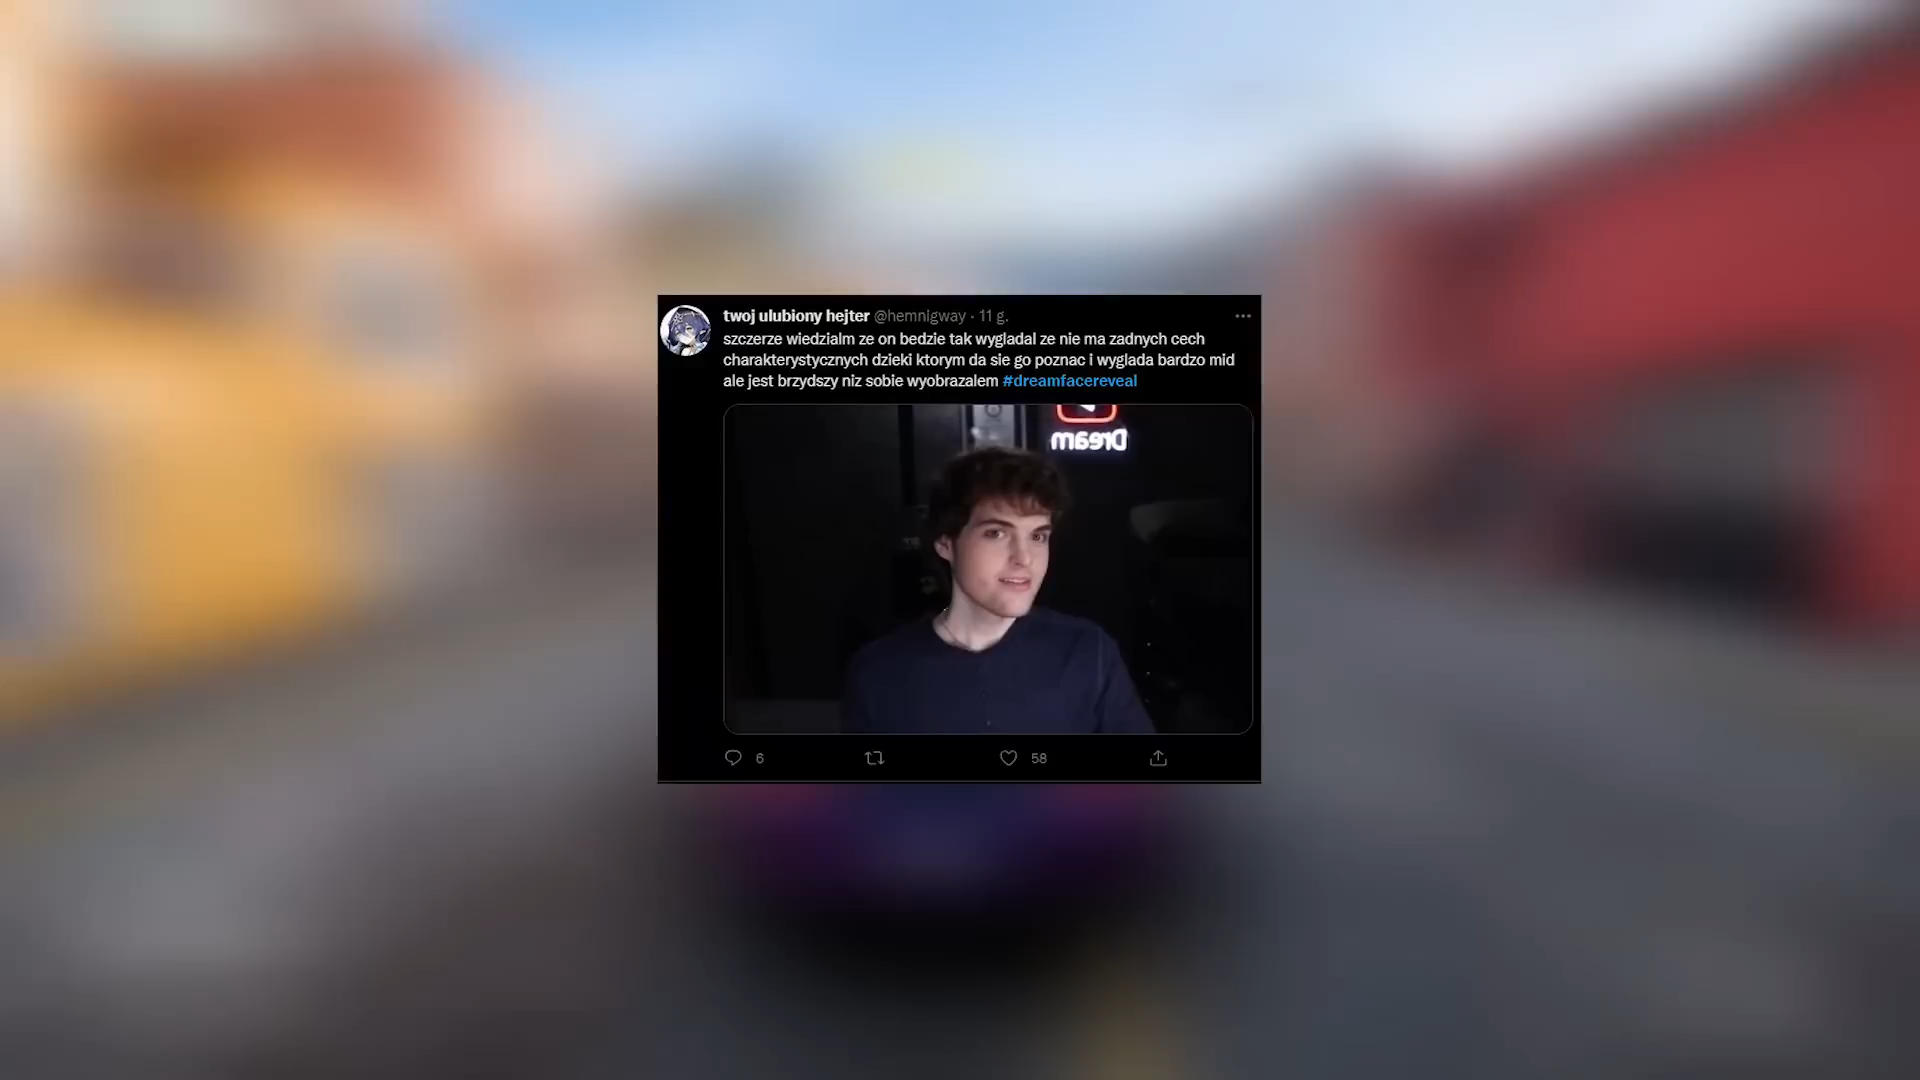 twoj ulubiony hejter @hemnigway · 11 g.
szczerze wiedzialm ze on bedzie tak wygladal ze nie ma zadnych cech
charakterystycznych dzieki ktorym da sie go poznac i wyglada bardzo mid
ale jest brzydszy niz sobie wyobrazalem #dreamfacereveal
Dream
6 58